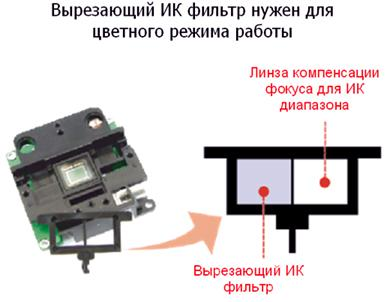 Вырезающий ИК фильтр нужен для
цветного режима работы
Линза компенсации
фокуса для ИК
диапазона
Вырезающий ИК
фильтр